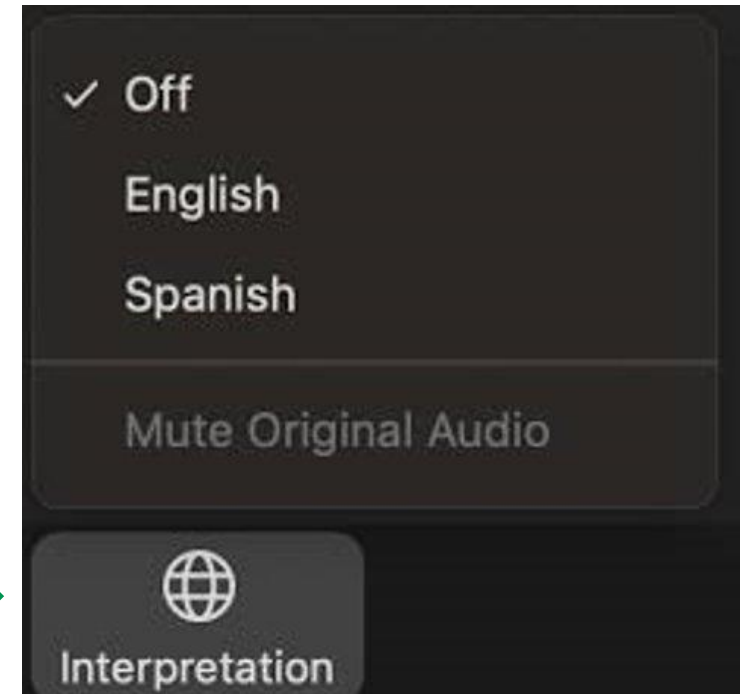 Off
English
Spanish
Mute Original Audio
Interpretation